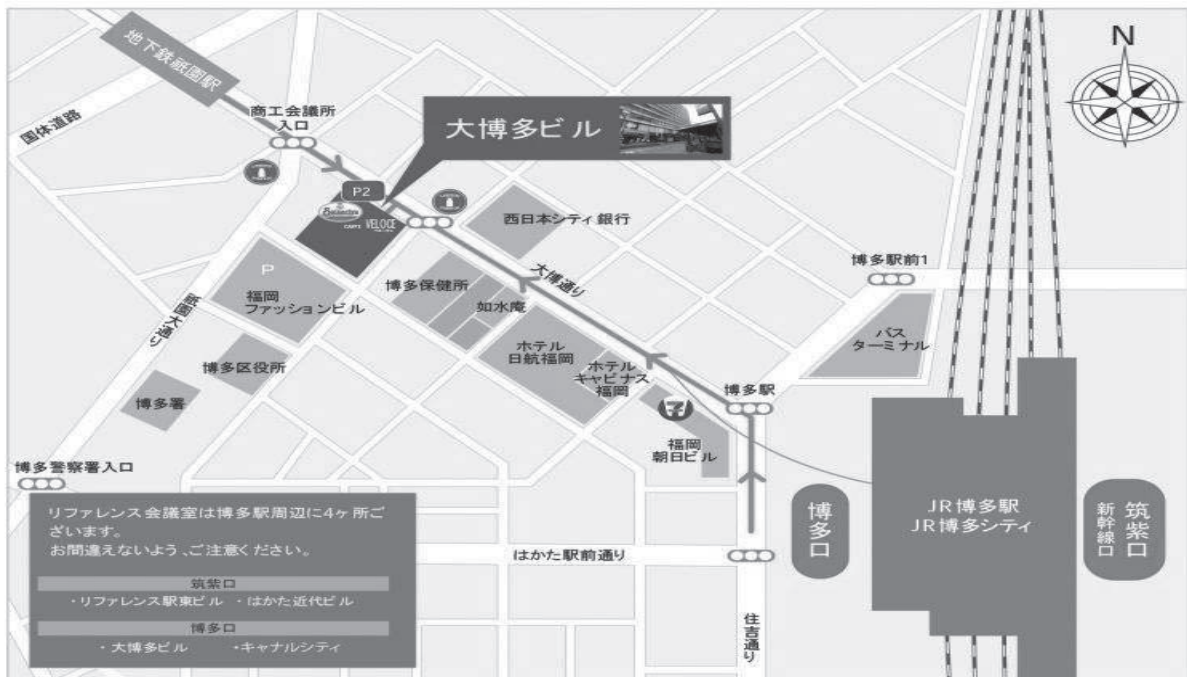 地下鉄祇園駅
国体道路
商工会議所
入口
大博多ビル
N
P2
VELOCE
西日本シティ銀行
博多駅前1
P
福岡
ファッションビル
博多保健所
如水庵
大博通り
祇園大通り
ホテル
日航福岡
ホテル
キャビナス
福岡
バス
ターミナル
博多区役所
博多署
博多駅
7
福岡
朝日ビル
博多警察署入口
リファレンス会議室は博多駅周辺に4ヶ所ご
ざいます。
お間違えないよう、ご注意ください。
筑紫口
・リファレンス駅東ビル ・はかた近代ビル
博多口
・大博多ビル ・キャナルシティ
はかた駅前通り
住吉通り
博多口
JR博多駅
JR博多シティ
筑紫口
新幹線口